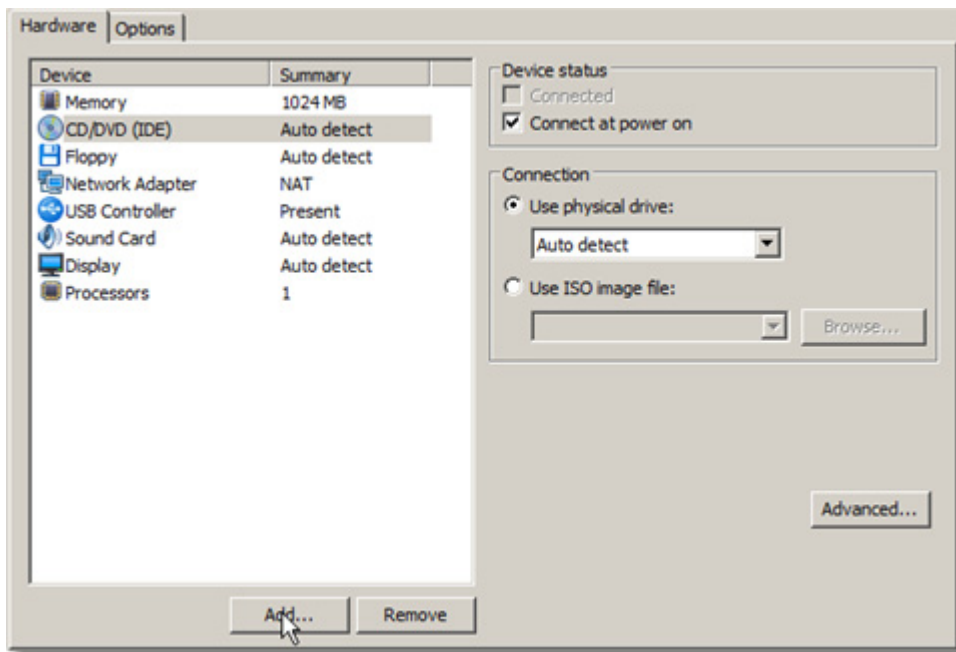 Hardware Options
Device Summary
Memory 1024 MB
CD/DVD (IDE) Auto detect
Floppy Auto detect
Network Adapter NAT
USB Controller Present
Sound Card Auto detect
Display Auto detect
Processors 1
Add... Remove
Device status
Connected
Connect at power on
Connection
Use physical drive:
Auto detect
Use ISO image file:
Browse...
Advanced...